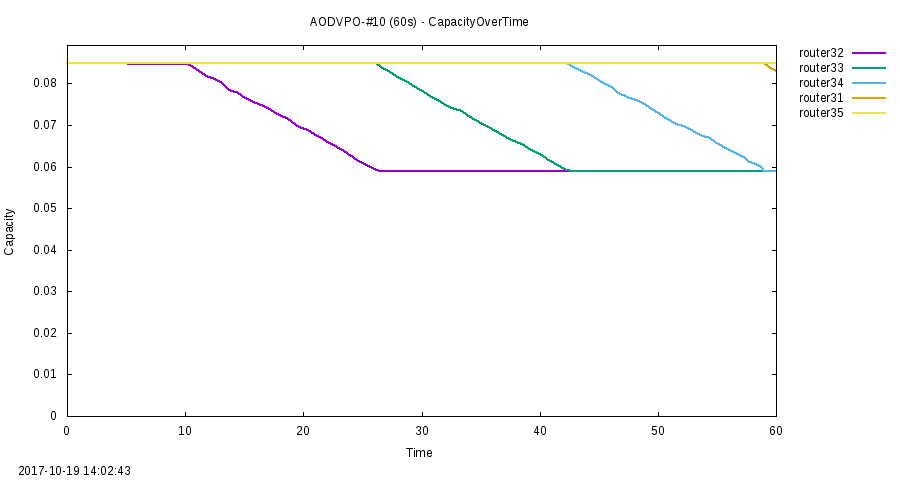 AODVPO-#10 (60s) - CapacityOverTime
router32
router33
router34
router31
router35
Capacity
0.08
0.07
0.06
0.05
0.04
0.03
0.02
0.01
0
0 10 20 30 40 50 60
Time
2017-10-19 14:02:43